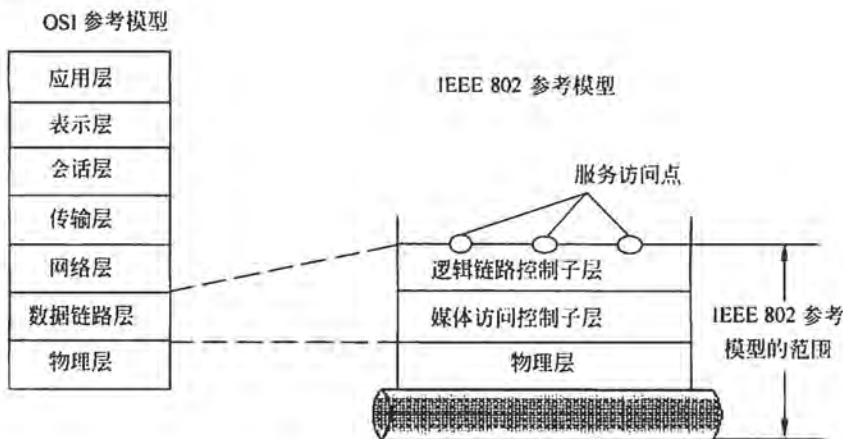 OSI 参考模型
应用层
表示层
会话层
传输层
网络层
数据链路层
物理层
IEEE 802 参考模型
服务访问点
逻辑链路控制子层
媒体访问控制子层
物理层
IEEE 802 参考
模型的范围